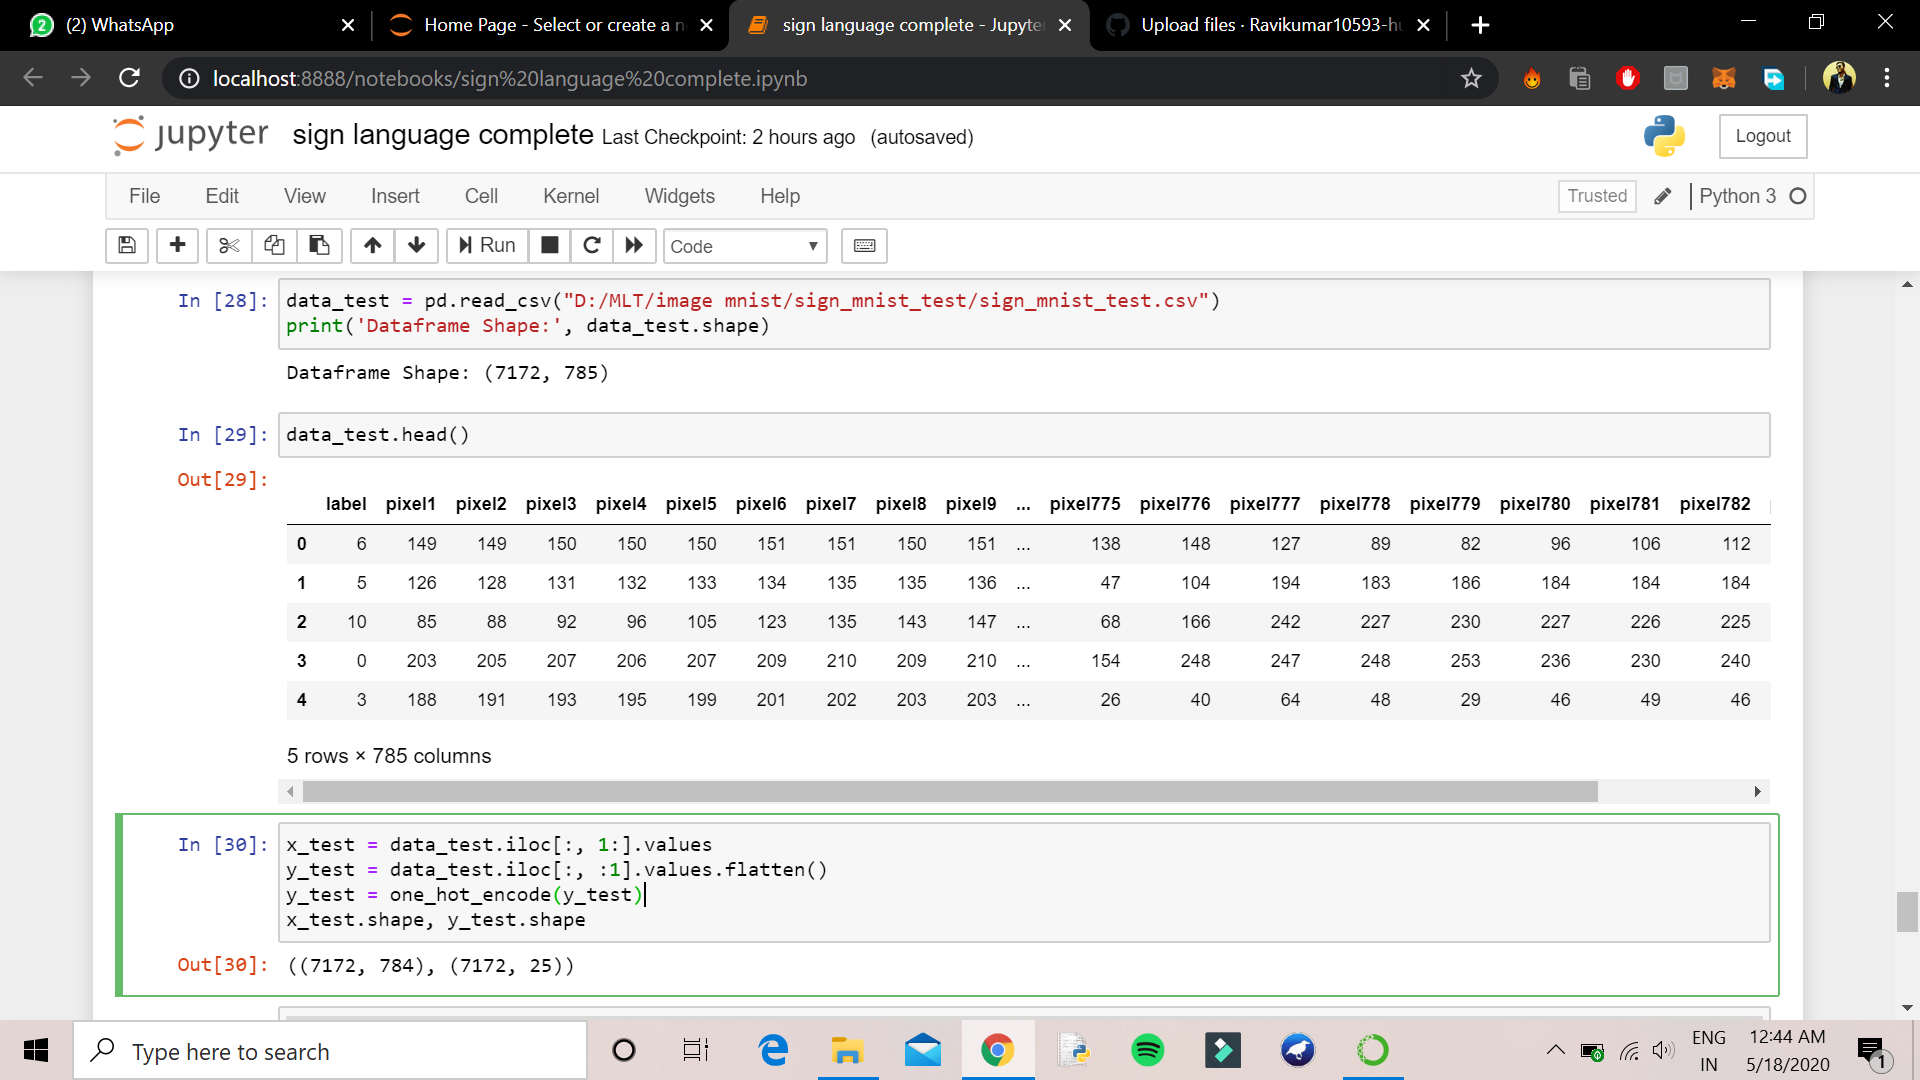 (2) WhatsApp
Home Page - Select or create a n
sign language complete - Jupyter
Upload files · Ravikumar10593-hu
localhost:8888/notebooks/sign%20language%20complete.ipynb
jupyter sign language complete Last Checkpoint: 2 hours ago (autosaved)
Logout
File Edit View Insert Cell Kernel Widgets Help
Trusted Python 3
Run Code
In [28]: data_test = pd.read_csv("D:/MLT/image mnist/sign_mnist_test/sign_mnist_test.csv")
print('Dataframe Shape:', data_test.shape)
Dataframe Shape: (7172, 785)
In [29]: data_test.head()
Out[29]:
label pixel1 pixel2 pixel3 pixel4 pixel5 pixel6 pixel7 pixel8 pixel9 ... pixel775 pixel776 pixel777 pixel778 pixel779 pixel780 pixel781 pixel782
0 6 149 149 150 150 150 151 151 150 151 ... 138 148 127 89 82 96 106 112
1 5 126 128 131 132 133 134 135 135 136 ... 47 104 194 183 186 184 184 184
2 10 85 88 92 96 105 123 135 143 147 ... 68 166 242 227 230 227 226 225
3 0 203 205 207 206 207 209 210 209 210 ... 154 248 247 248 253 236 230 240
4 3 188 191 193 195 199 201 202 203 203 ... 26 40 64 48 29 46 49 46
5 rows × 785 columns
In [30]: x_test = data_test.iloc[:, 1:].values
y_test = data_test.iloc[:, :1].values.flatten()
y_test = one_hot_encode(y_test)
x_test.shape, y_test.shape
Out[30]: ((7172, 784), (7172, 25))
Type here to search
ENG
IN
12:44 AM
5/18/2020
1